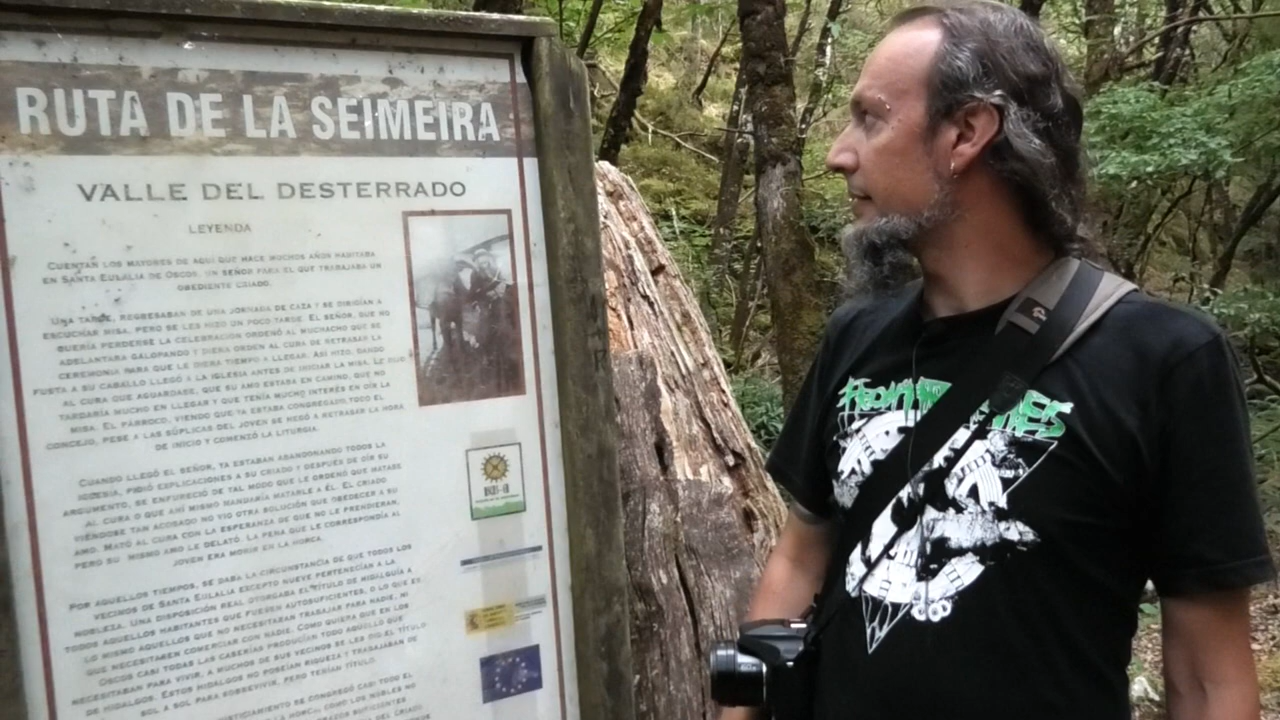 RUTA DE LA SEIMEIRA
VALLE DEL DESTERRADO
LEYENDA
CUENTAN LOS MAYORES DE AQUI QUE HACE MUCHOS AÑOS HABITABA
EN SANTA EULALIA DE OSCOS, UN SEÑOR PARA EL QUE TRABAJABA UN
OBEDIENTE CRIADO.
UNA TARDE, REGRESABAN DE UNA JORNADA DE CAZA Y SE DIRIGÍAN A
ESCUCHAR MISA, PERO SE LES HIZO UN POCO TARDE. EL SEÑOR, QUE NO
QUERÍA PERDERSE LA CELEBRACIÓN ORDENÓ AL MUCHACHO QUE SE
ADELANTARA GALOPANDO Y DIERA ORDEN AL CURA DE RETRASAR LA
CEREMONIA PARA QUE LE DIERA TIEMPO A LLEGAR. ASÍ HIZO, DANDO
FUSTA A SU CABALLO LLEGÓ A LA IGLESIA ANTES DE INICIAR LA MISA. LE DIJO
AL CURA QUE AGUARDASE, QUE SU AMO ESTABA EN CAMINO, QUE NO
TARDARÍA MUCHO EN LLEGAR Y QUE TENÍA MUCHO INTERÉS EN OÍR LA
MISA. EL PÁRROCO, VIENDO QUE YA ESTABA CONGREGADO TODO EL
CONCEJO, PESE A LAS SÚPLICAS DEL JOVEN SE NEGÓ A RETRASAR LA HORA
DE INICIO Y COMENZÓ LA LITURGIA.
CUANDO LLEGÓ EL SEÑOR, YA ESTABAN ABANDONANDO TODOS LA
IGLESIA, PIDIÓ EXPLICACIONES A SU CRIADO Y DESPUÉS DE OÍR SU
ARGUMENTO, SE ENFURECIÓ DE TAL MODO QUE LE ORDENÓ QUE MATASE
AL CURA O QUE AHÍ MISMO MANDARÍA MATARLE A ÉL. EL CRIADO
VIÉNDOSE TAN ACOSADO NO VIO OTRA SOLUCIÓN QUE OBEDECER A SU
AMO. MATÓ AL CURA CON LA ESPERANZA DE QUE NO LE PRENDIERAN
PERO SU MISMO AMO LE DELATÓ. LA PENA QUE LE CORRESPONDÍA AL
JOVEN ERA MORIR EN LA HORCA.
POR AQUELLOS TIEMPOS, SE DABA LA CIRCUNSTANCIA DE QUE TODOS LOS
VECINOS DE SANTA EULALIA EXCEPTO NUEVE PERTENECÍAN A LA
NOBLEZA. UNA DISPOSICIÓN REAL OTORGABA EL TÍTULO DE HIDALGUÍA A
TODOS AQUELLOS HABITANTES QUE FUESEN AUTOSUFICIENTES, O LO QUE ES
LO MISMO AQUELLOS QUE NO NECESITARAN TRABAJAR PARA NADIE, NI
QUE NECESITASEN COMERCIAR CON NADIE. COMO QUIERA QUE EN LOS
OSCOS CASI TODAS LAS CASERÍAS PRODUCÍAN TODO AQUELLO QUE
NECESITABAN PARA VIVIR, A MUCHOS DE SUS VECINOS SE LES DIO EL TÍTULO
DE HIDALGOS. ESTOS HIDALGOS NO POSEÍAN RIQUEZA Y TRABAJABAN DE
SOL A SOL PARA SOBREVIVIR, PERO TENÍAN TÍTULO.
SE CONGREGÓ CASI TODO EL